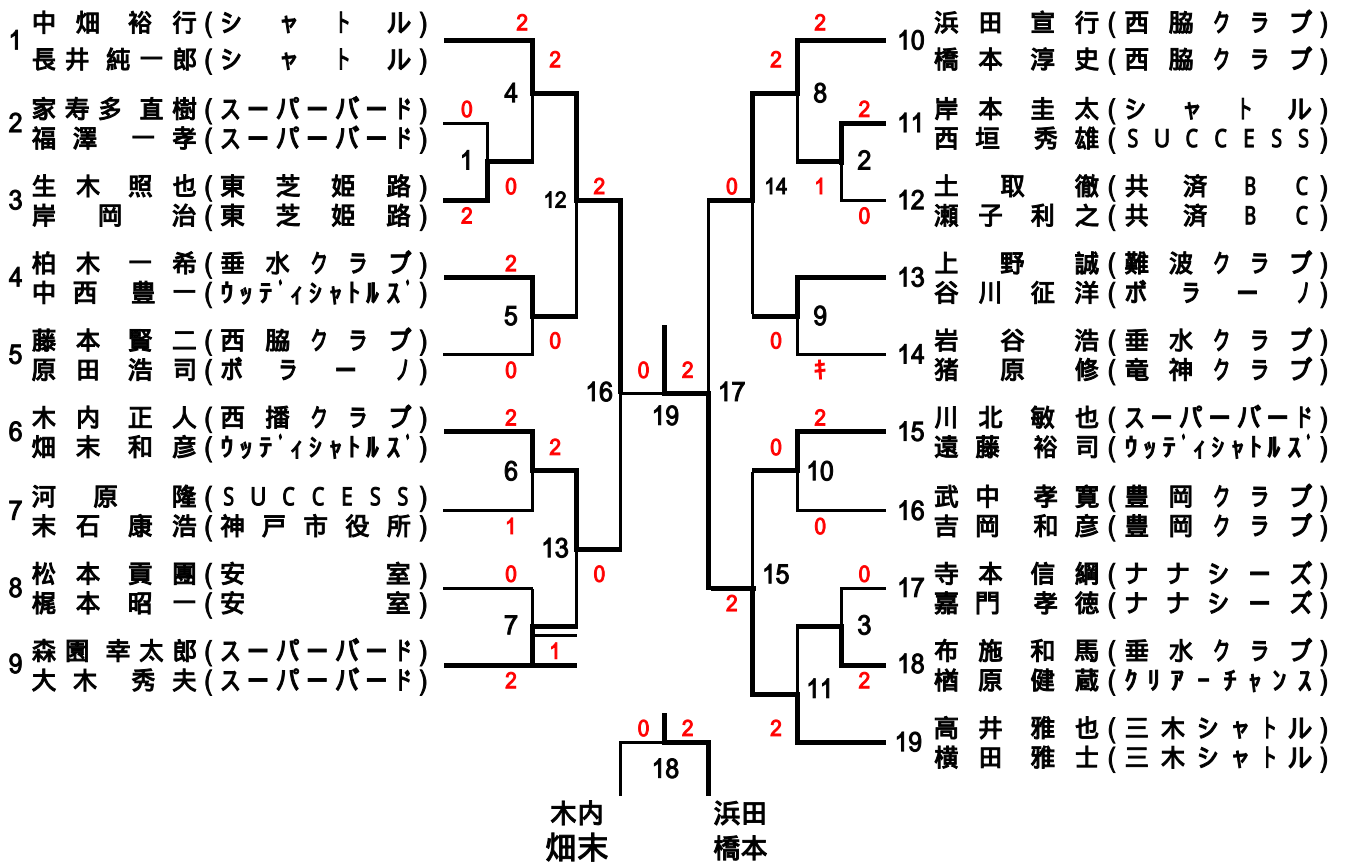 1 中畑裕行(シャトル)
長井純一郎(シャトル)
2 家寿多直樹(スーパーバード)
福澤一孝(スーパーバード)
3 生木照也(東芝姫路)
岸岡治(東芝姫路)
4 柏木一希(垂水クラブ)
中西豊一(ウッディシャトルズ)
5 藤本賢二(西脇クラブ)
原田浩司(ボラーノ)
6 木内正人(西播クラブ)
畑末和彦(ウッディシャトルズ)
7 河原隆(SUCCESS)
末石康浩(神戸市役所)
8 松本貢團(安室)
梶本昭一(安室)
9 森園幸太郎(スーパーバード)
大木秀夫(スーパーバード)
2
2
4
0
1
0
2
12
2
2
5
0
0
16
2
2
6
1
13
0
0
7
1
2
0 2
19
0 2
18
木内 浜田
畑末 橋本
2
2
8
2
2
1
0
0
14
9
0
キ
17
2
0
10
0
15
2
0
3
2
11
2
10 浜田宣行(西脇クラブ)
橋本淳史(西脇クラブ)
11 岸本圭太(シャトル)
西垣秀雄(SUCCESS)
12 土取徹(共済BC)
瀬子利之(共済BC)
13 上野誠(難波クラブ)
谷川征洋(ボラーノ)
14 岩谷浩(垂水クラブ)
猪原修(竜神クラブ)
15 川北敏也(スーパーバード)
遠藤裕司(ウッディシャトルズ)
16 武中孝寛(豊岡クラブ)
吉岡和彦(豊岡クラブ)
17 寺本信綱(ナナシーズ)
嘉門孝徳(ナナシーズ)
18 布施和馬(垂水クラブ)
楢原健蔵(クリアーチャンス)
19 高井雅也(三木シャトル)
横田雅士(三木シャトル)